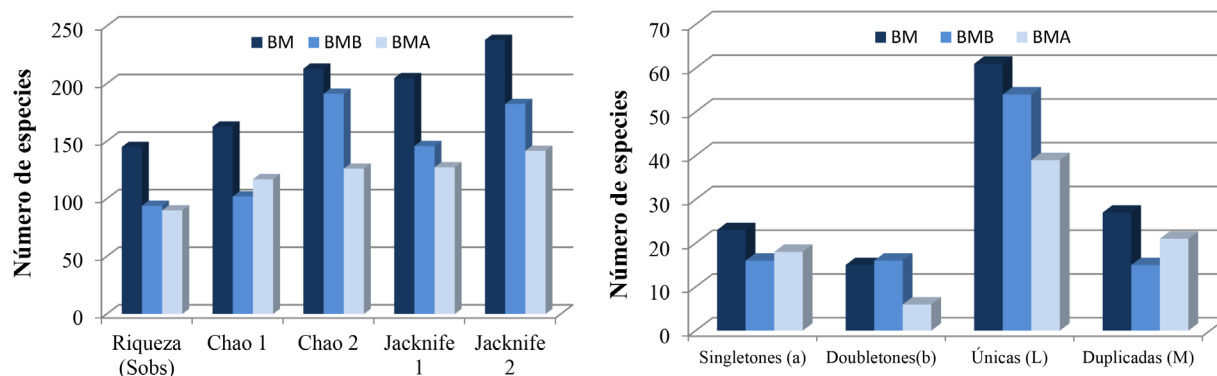 Número de especies
250
200
150
100
50
0
BM BMB BMA
Riqueza (Sobs)
Chao 1
Chao 2
Jacknife 1
Jacknife 2
Número de especies
70
60
50
40
30
20
10
0
BM BMB BMA
Singletones (a)
Doubletones(b)
Únicas (L)
Duplicadas (M)